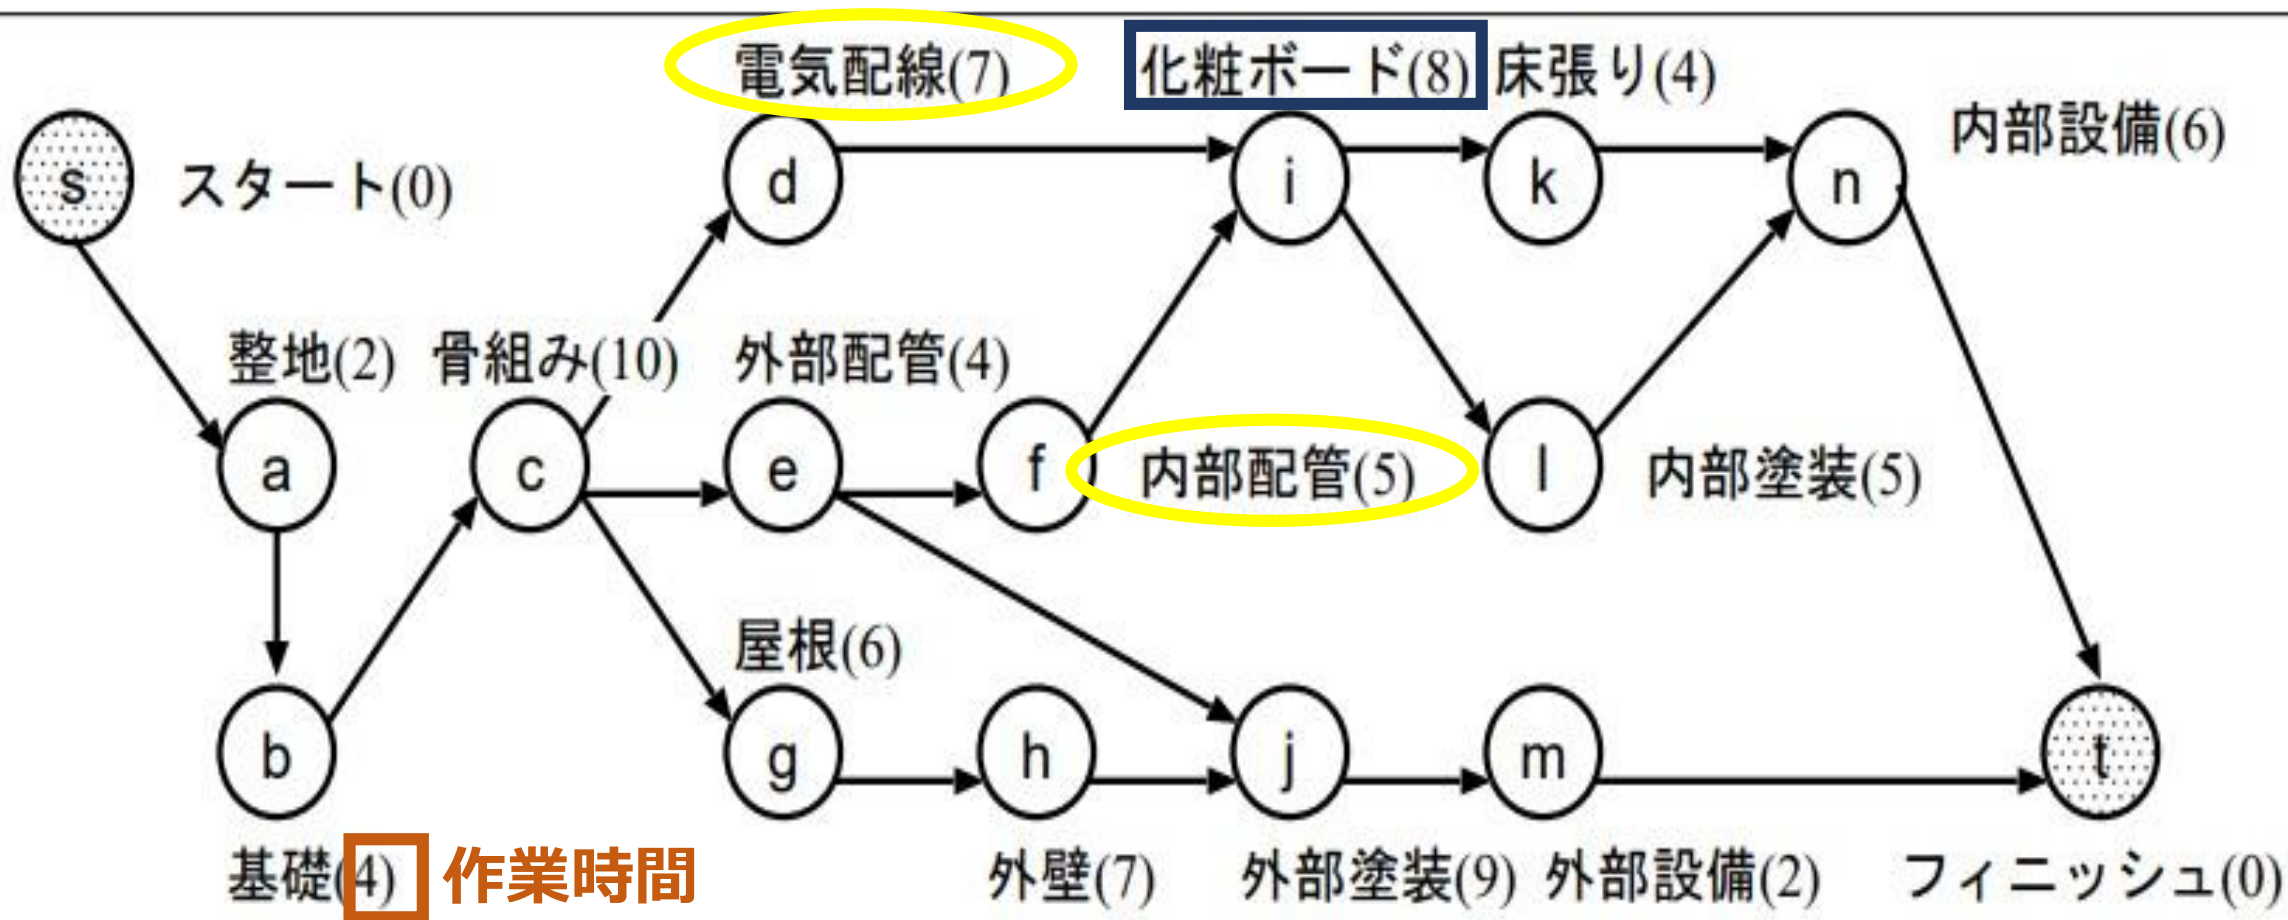 電気配線(7) 化粧ボード(8) 床張り(4)
s スタート(0) d i k n 内部設備(6)
整地(2) 骨組み(10) 外部配管(4)
a c e f 内部配管(5) l 内部塗装(5)
屋根(6)
b g h j m t
基礎(4) 作業時間 外壁(7) 外部塗装(9) 外部設備(2) フィニッシュ(0)